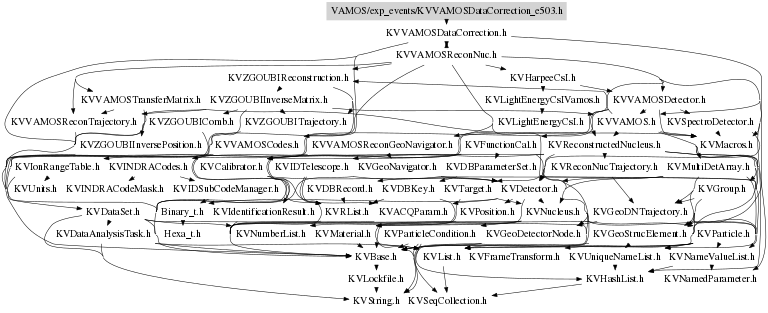 VAMOS/exp_events/KVVAMOSDataCorrection_e503.h
KVVAMOSDataCorrection.h
KVVAMOSReconNuc.h
KVZGOUBIReconstruction.h KVHarpeeCsI.h
KVVAMOSTransferMatrix.h KVZGOUBIInverseMatrix.h KVLightEnergyCsIVamos.h KVVAMOSDetector.h
KVVAMOSReconTrajectory.h KVZGOUBIComb.h KVZGOUBITrajectory.h KVLightEnergyCsI.h KVVAMOS.h KVSpectroDetector.h
KVZGOUBIInversePosition.h KVVAMOSCodes.h KVVAMOSReconGeoNavigator.h KVFunctionCal.h KVReconstructedNucleus.h KVMacros.h
KVIonRangeTable.h KVINDRACodes.h KVCalibrator.h KVIDTelescope.h KVGeoNavigator.h KVDBParameterSet.h KVReconNucTrajectory.h KVMultiDetArray.h
KVUnits.h KVINDRACodeMask.h KVIDSubCodeManager.h KVDBRecord.h KVDBKey.h KVTarget.h KVDetector.h KVGroup.h
KVDataSet.h Binary_t.h KVIdentificationResult.h KVRList.h KVACQParam.h KVPosition.h KVNucleus.h KVGeoDNTrajectory.h
KVDataAnalysisTask.h Hexa_t.h KVNumberList.h KVMaterial.h KVParticleCondition.h KVGeoDetectorNode.h KVGeoStrucElement.h KVParticle.h
KVBase.h KVList.h KVFrameTransform.h KVUniqueNameList.h KVNameValueList.h
KVLockfile.h KVHashList.h KVNamedParameter.h
KVString.h KVSeqCollection.h